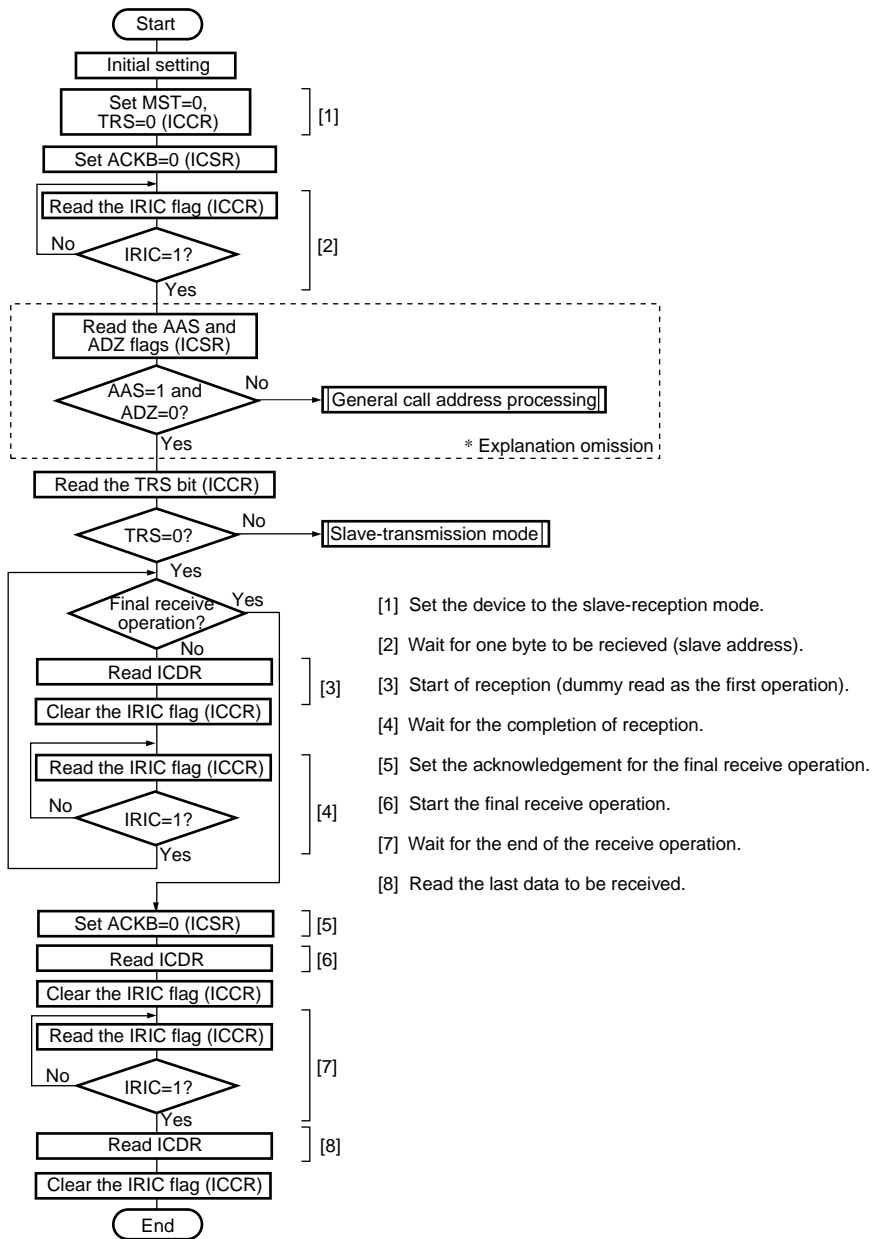 Start
Initial setting
Set MST=0,
TRS=0 (ICCR)
[1]
Set ACKB=0 (ICSR)
Read the IRIC flag (ICCR)
No
IRIC=1?
[2]
Yes
Read the AAS and
ADZ flags (ICSR)
AAS=1 and
ADZ=0?
No
General call address processing
Yes
* Explanation omission
Read the TRS bit (ICCR)
TRS=0?
No
Slave-transmission mode
Yes
Final receive
operation?
Yes
No
Read ICDR
[3]
Clear the IRIC flag (ICCR)
Read the IRIC flag (ICCR)
No
IRIC=1?
[4]
Yes
[1] Set the device to the slave-reception mode.
[2] Wait for one byte to be recieved (slave address).
[3] Start of reception (dummy read as the first operation).
[4] Wait for the completion of reception.
[5] Set the acknowledgement for the final receive operation.
[6] Start the final receive operation.
[7] Wait for the end of the receive operation.
[8] Read the last data to be received.
Set ACKB=0 (ICSR)
[5]
Read ICDR
[6]
Clear the IRIC flag (ICCR)
Read the IRIC flag (ICCR)
No
IRIC=1?
[7]
Yes
Read ICDR
[8]
Clear the IRIC flag (ICCR)
End